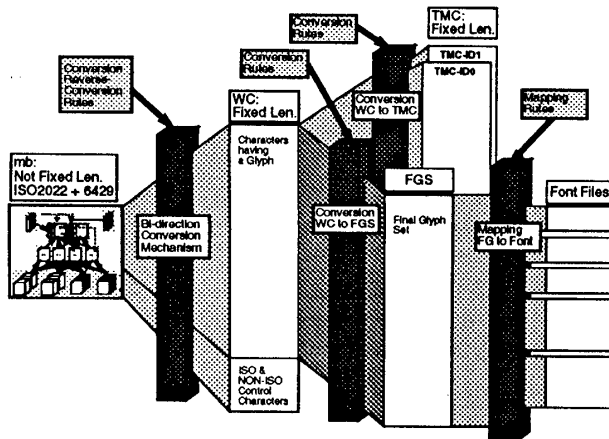 Conversion
Rules
TMC:
Fixed Len.
TMC-ID1
TMC-ID0
Conversion
Rules
Conversion
Reverse-
Conversion
Rules
WC:
Fixed Len.
Conversion
WC to TMC
Mapping
Rules
Characters
having
a Glyph
mb:
Not Fixed Len.
ISO2022 + 6429
FGS
Font Files
Bi-direction
Conversion
Mechanism
Conversion
WC to FGS
Final Glyph
Set
Mapping
FG to Font
ISO &
NON-ISO
Control
Characters